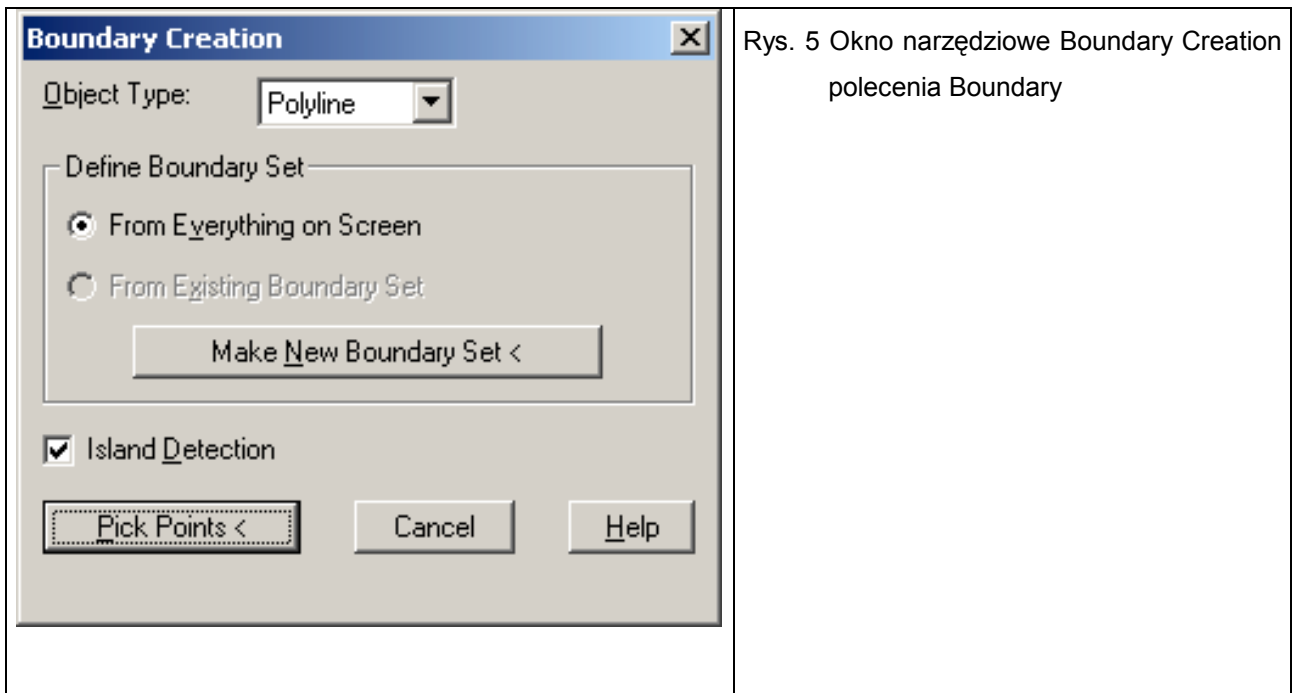 Boundary Creation
Object Type:
Polyline
Define Boundary Set
From Everything on Screen
From Existing Boundary Set
Make New Boundary Set <
Island Detection
Pick Points <
Cancel
Help
Rys. 5 Okno narzędziowe Boundary Creation
polecenia Boundary